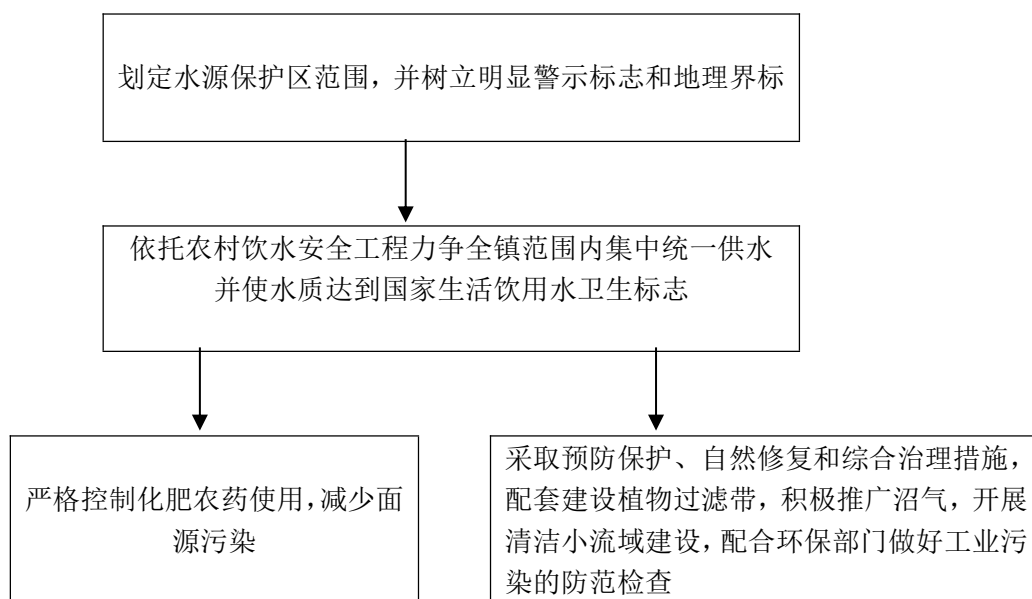 划定水源保护区范围，并树立明显警示标志和地理界标
依托农村饮水安全工程力争全镇范围内集中统一供水
并使水质达到国家生活饮用水卫生标志
严格控制化肥农药使用，减少面
源污染
采取预防保护、自然修复和综合治理措施，
配套建设植物过滤带，积极推广沼气，开展
清洁小流域建设，配合环保部门做好工业污
染的防范检查